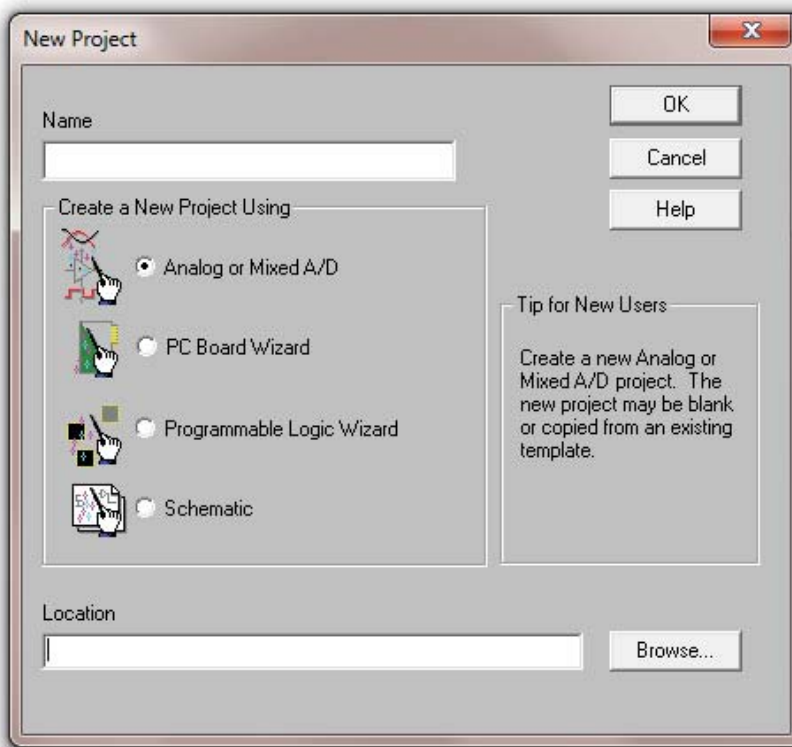 New Project
Name
OK
Cancel
Help
Create a New Project Using
Analog or Mixed A/D
PC Board Wizard
Programmable Logic Wizard
Schematic
Tip for New Users
Create a new Analog or
Mixed A/D project.  The
new project may be blank
or copied from an existing
template.
Location
Browse...